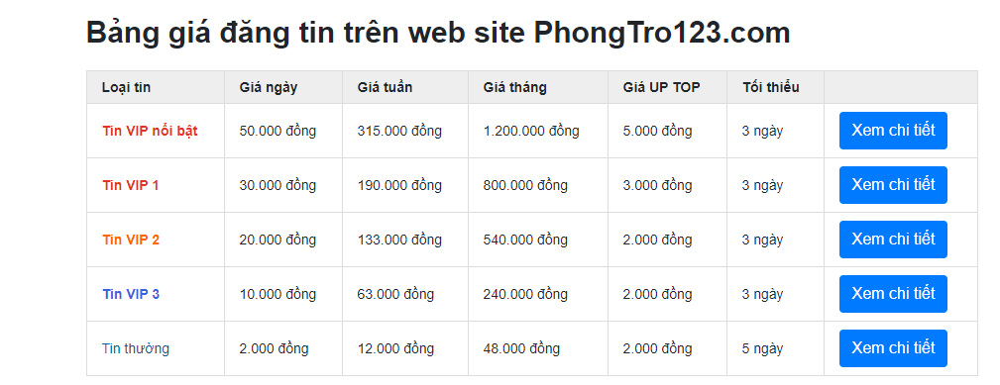 Bảng giá đăng tin trên web site PhongTro123.com
Loại tin Giá ngày Giá tuần Giá tháng Giá UP TOP Tối thiểu
Tin VIP nổi bật 50.000 đồng 315.000 đồng 1.200.000 đồng 5.000 đồng 3 ngày Xem chi tiết
Tin VIP 1 30.000 đồng 190.000 đồng 800.000 đồng 3.000 đồng 3 ngày Xem chi tiết
Tin VIP 2 20.000 đồng 133.000 đồng 540.000 đồng 2.000 đồng 3 ngày Xem chi tiết
Tin VIP 3 10.000 đồng 63.000 đồng 240.000 đồng 2.000 đồng 3 ngày Xem chi tiết
Tin thường 2.000 đồng 12.000 đồng 48.000 đồng 2.000 đồng 5 ngày Xem chi tiết